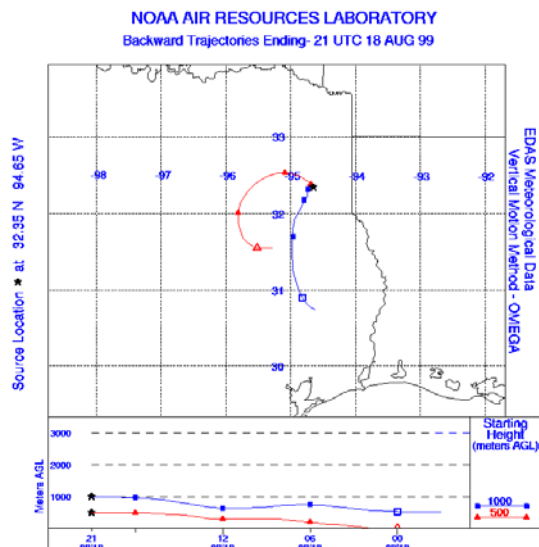 NOAA AIR RESOURCES LABORATORY
Backward Trajectories Ending- 21 UTC 18 AUG 99
Source Location ★ at 32.35 N 94.65 W
EDAS Meteorological Data
Vertical Motion Method - OMEGA
33
-98 -97 -96 -95 -94 -93 -92
32
31
30
Meters AGL
3000
2000
1000
Starting
Height
(meters AGL)
1000
500
21 12 06 00